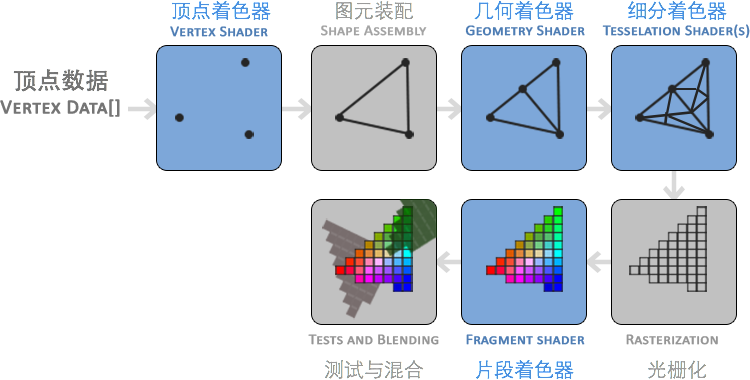 顶点着色器
VERTEX SHADER
图元装配
SHAPE ASSEMBLY
几何着色器
GEOMETRY SHADER
细分着色器
TESSELATION SHADER(S)
顶点数据
VERTEX DATA[]
TESTS AND BLENDING
测试与混合
FRAGMENT SHADER
片段着色器
RASTERIZATION
光栅化